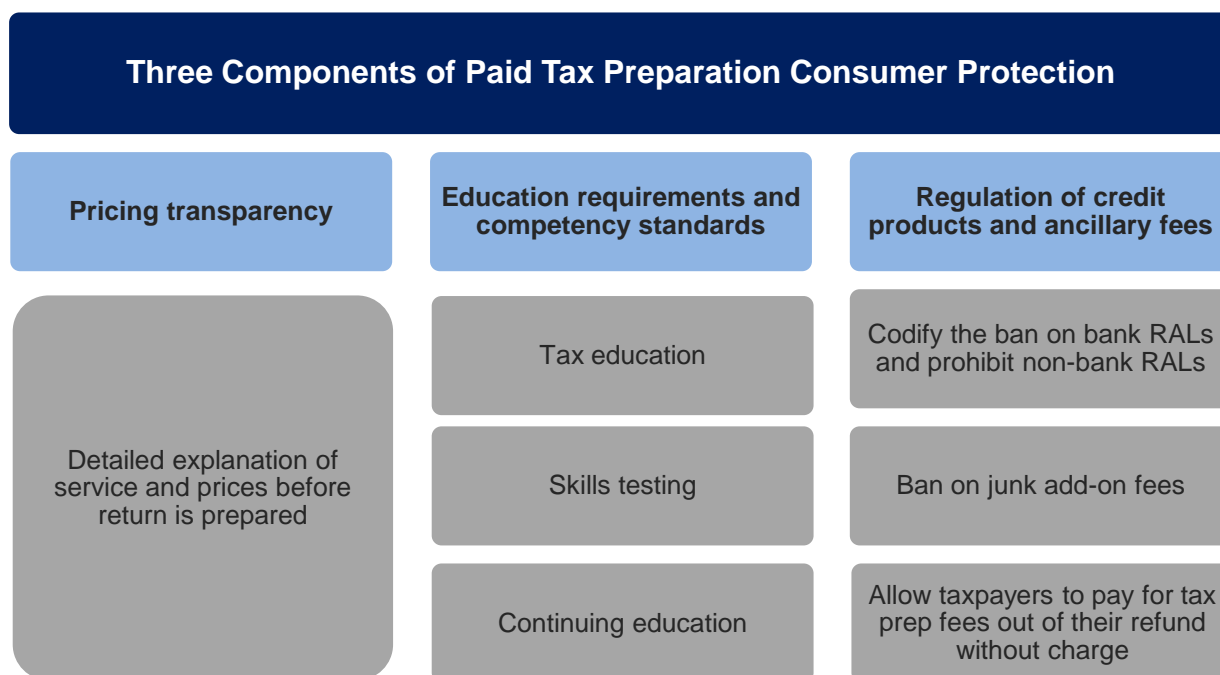 Three Components of Paid Tax Preparation Consumer Protection
Pricing transparency
Education requirements and
competency standards
Regulation of credit
products and ancillary fees
Detailed explanation of
service and prices before
return is prepared
Tax education
Skills testing
Continuing education
Codify the ban on bank RALs
and prohibit non-bank RALs
Ban on junk add-on fees
Allow taxpayers to pay for tax
prep fees out of their refund
without charge